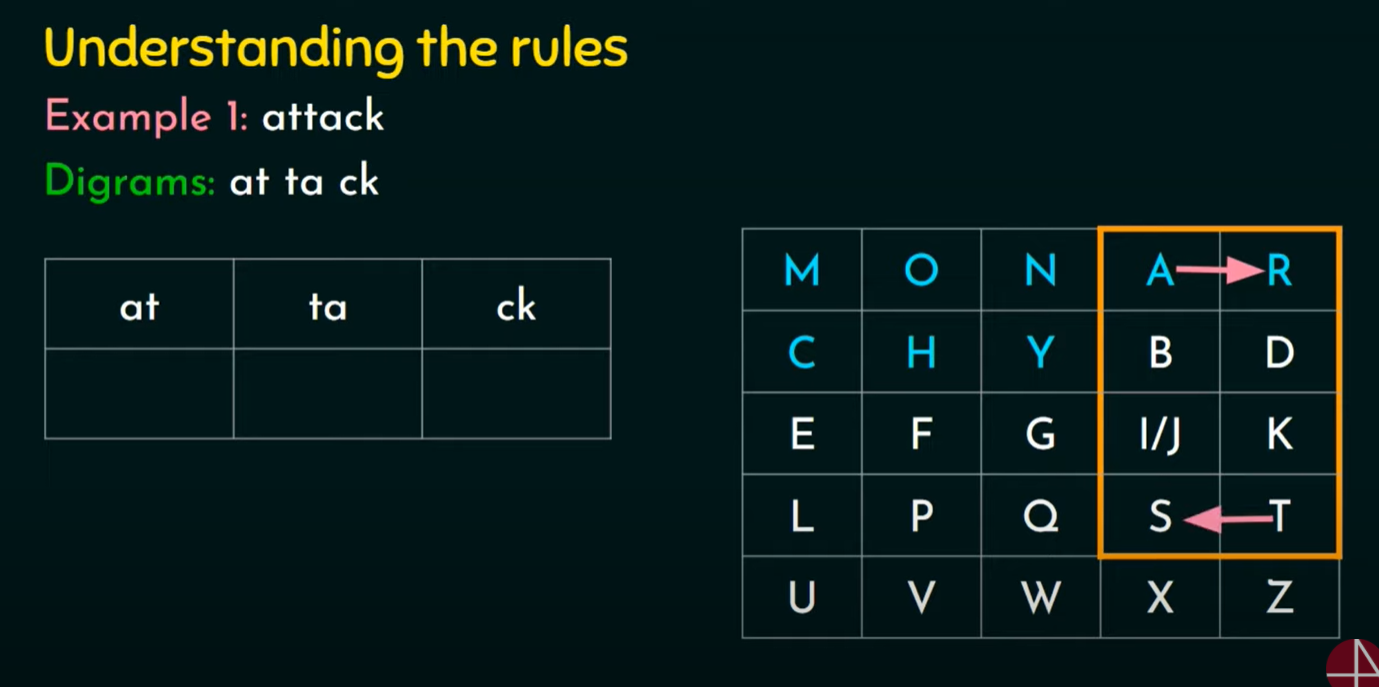 Understanding the rules
Example 1: attack
Digrams: at ta ck
at ta ck
M O N A R
C H Y B D
E F G I/J K
L P Q S T
U V W X Z